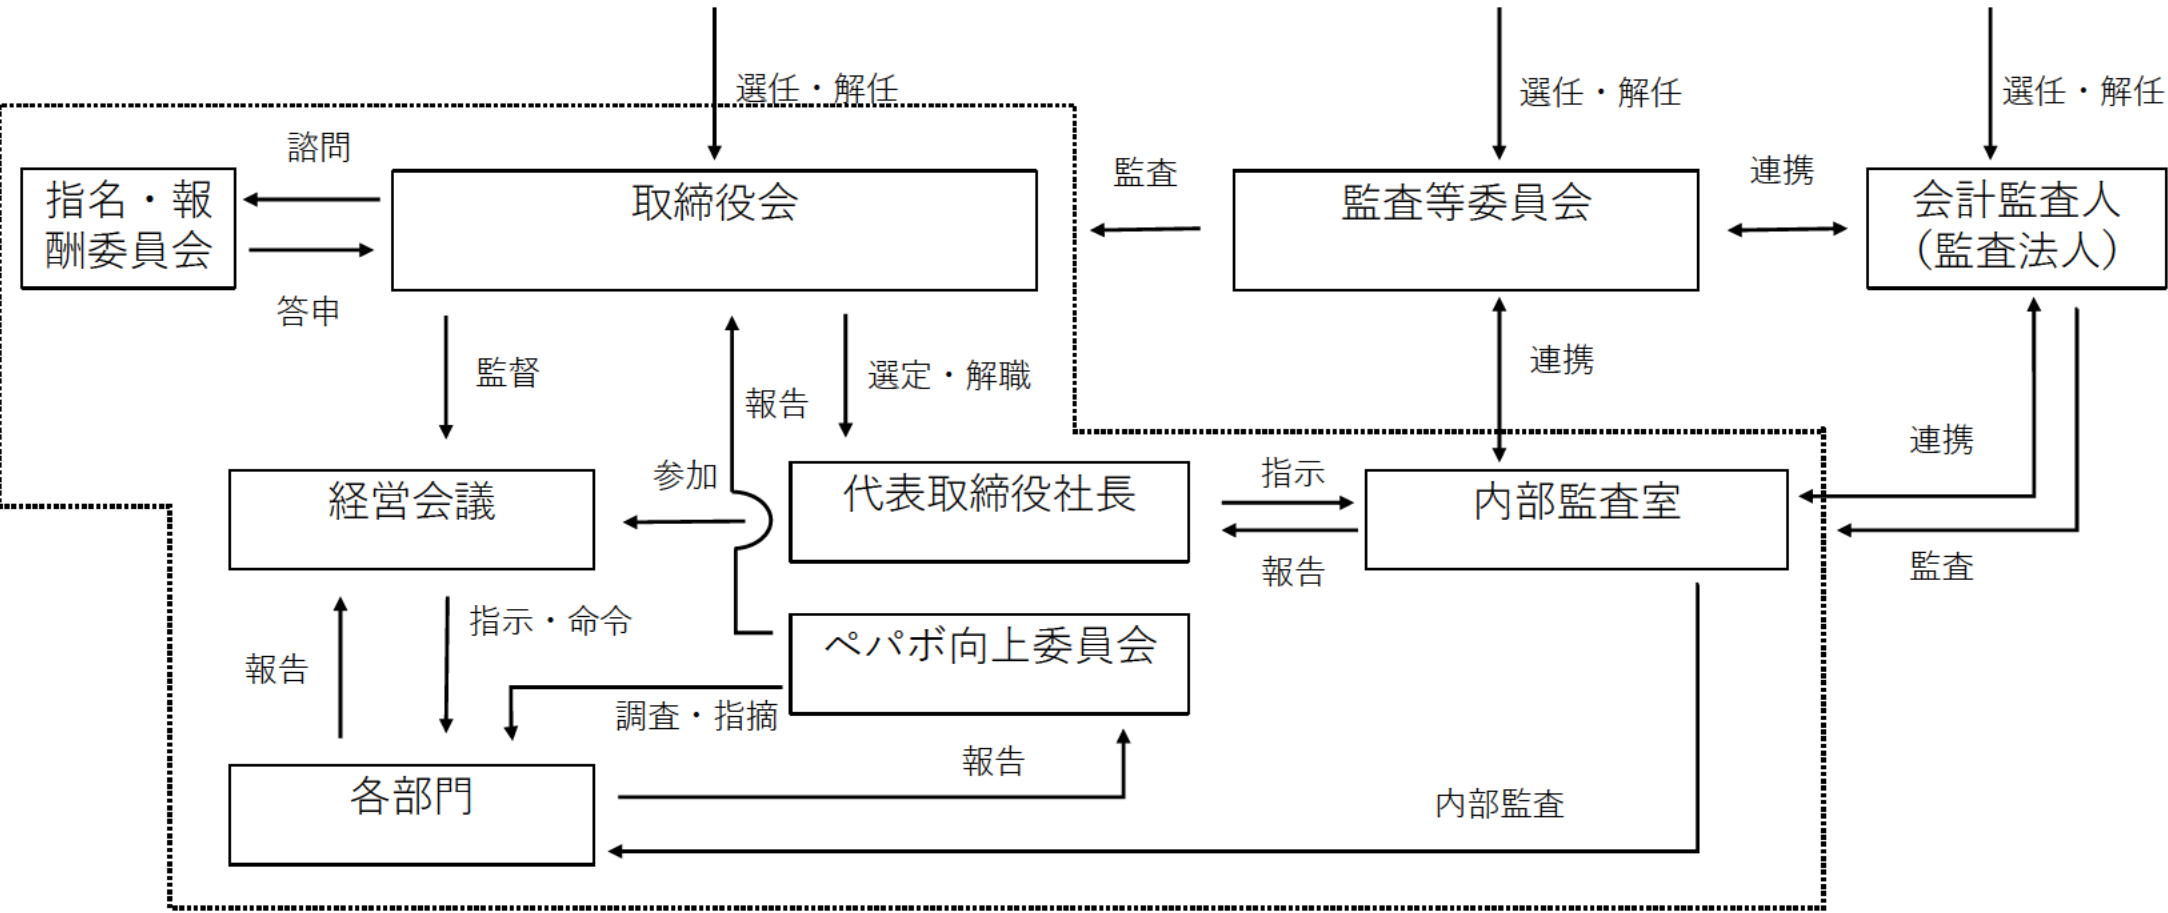 選任・解任
選任・解任
選任・解任
諮問
指名・報
酬委員会
答申
取締役会
監査
監査等委員会
連携
会計監査人
（監査法人）
監督
報告
選定・解職
連携
連携
監査
経営会議
参加
代表取締役社長
指示
報告
内部監査室
報告
指示・命令
ペパボ向上委員会
調査・指摘
各部門
報告
内部監査